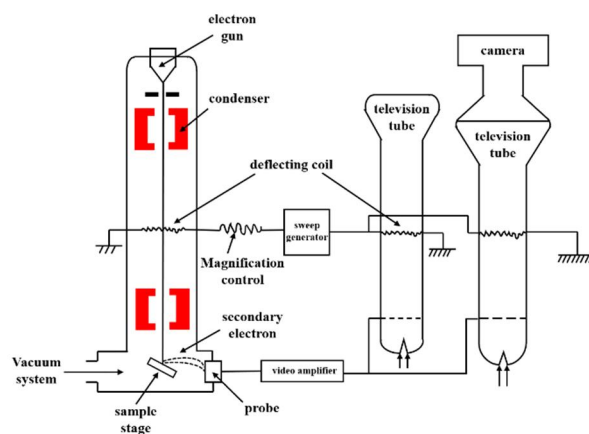 electron
gun
camera
condenser
television
tube
television
tube
deflecting coil
sweep
generator
Magnification
control
secondary
electron
Vacuum
system
video amplifier
sample
stage
probe